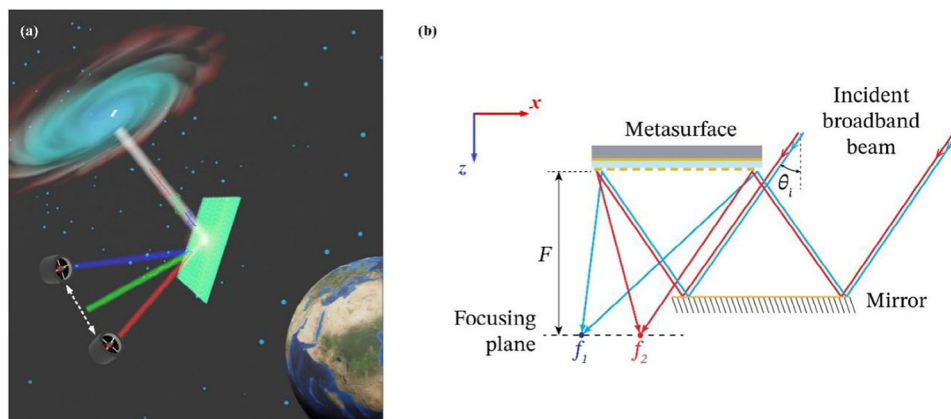 (a)
(b)
x
z
Metasurface
Incident
broadband
beam
θi
F
Mirror
Focusing
plane
f1
f2